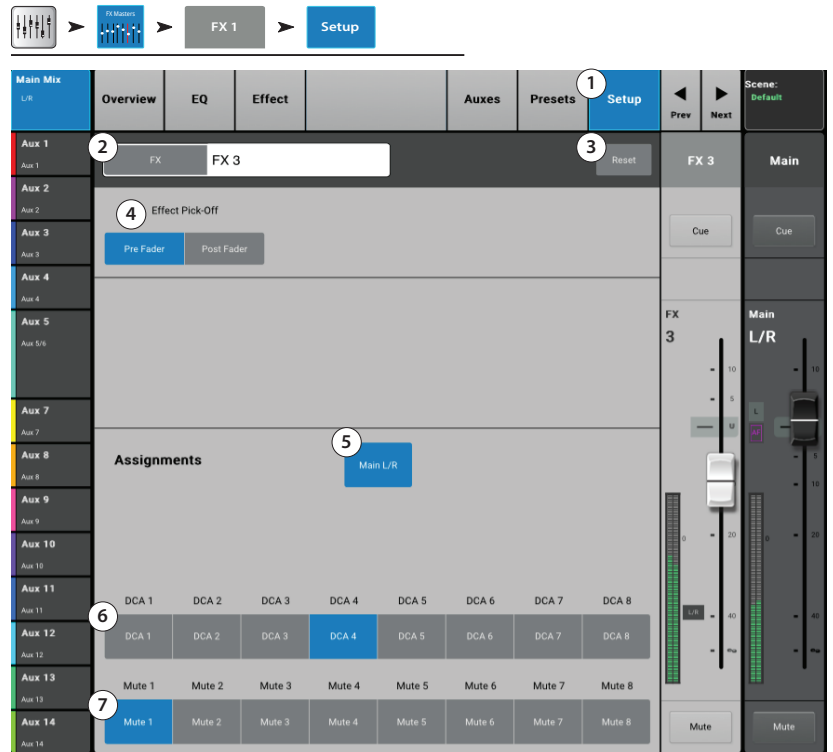 FX Masters
FX 1
Setup
Main Mix
L/R
Overview
EQ
Effect
Auxes
Presets
1
Setup
Prev
Next
Scene:
Default
Aux 1
Aux 1
Aux 2
Aux 2
Aux 3
Aux 3
Aux 4
Aux 4
Aux 5
Aux 5/6
Aux 7
Aux 7
Aux 8
Aux 8
Aux 9
Aux 9
Aux 10
Aux 10
Aux 11
Aux 11
Aux 12
Aux 12
Aux 13
Aux 13
Aux 14
Aux 14
2
FX
FX 3
3
Reset
4
Effect Pick-Off
Pre Fader
Post Fader
Assignments
5
Main L/R
DCA 1 DCA 2 DCA 3 DCA 4 DCA 5 DCA 6 DCA 7 DCA 8
6
DCA 1 DCA 2 DCA 3 DCA 4 DCA 5 DCA 6 DCA 7 DCA 8
Mute 1 Mute 2 Mute 3 Mute 4 Mute 5 Mute 6 Mute 7 Mute 8
7
Mute 1 Mute 2 Mute 3 Mute 4 Mute 5 Mute 6 Mute 7 Mute 8
FX 3
Cue
FX
3
10
5
U
0
20
L/R
40
∞
Mute
Main
Cue
Main
L/R
10
L
5
10
0
20
40
∞
Mute